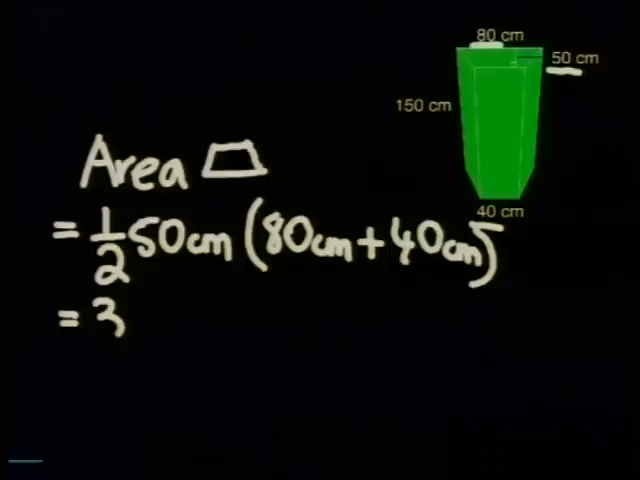 80 cm
50 cm
150 cm
40 cm
Area
= 1/2 50cm (80cm + 40cm)
= 3